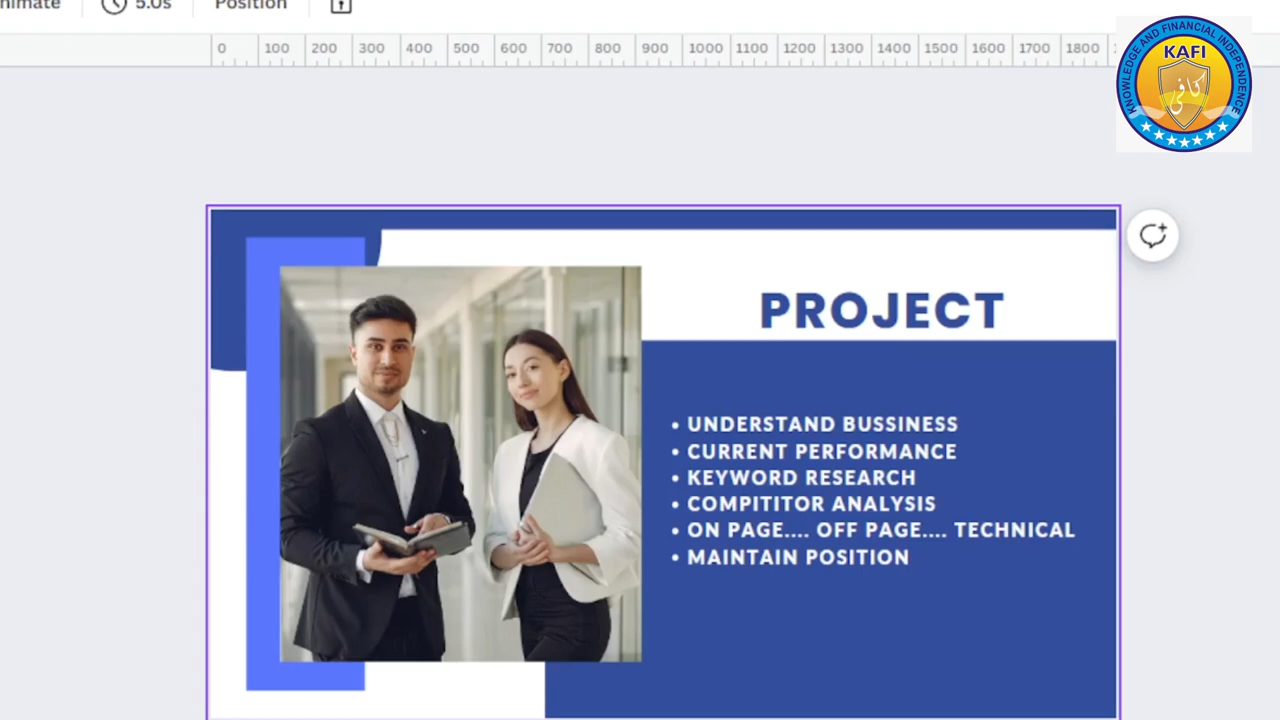 5.0s
Position
0 100 200 300 400 500 600 700 800 900 1000 1100 1200 1300 1400 1500 1600 1700 1800
KNOWLEDGE AND FINANCIAL INDEPENDENCE
KAFI
کافی
PROJECT
• UNDERSTAND BUSSINESS
• CURRENT PERFORMANCE
• KEYWORD RESEARCH
• COMPITITOR ANALYSIS
• ON PAGE.... OFF PAGE.... TECHNICAL
• MAINTAIN POSITION